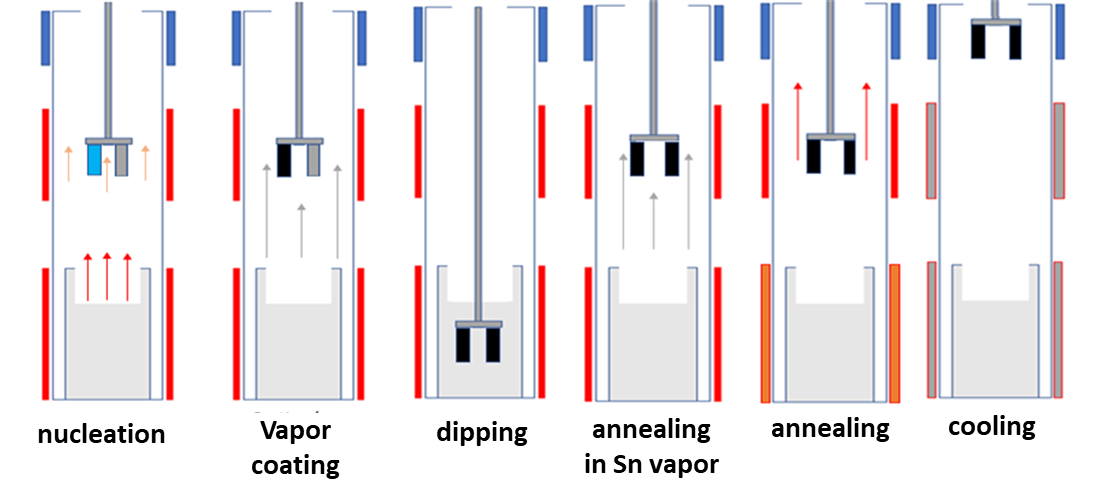 nucleation
Vapor
coating
dipping
annealing
in Sn vapor
annealing
cooling